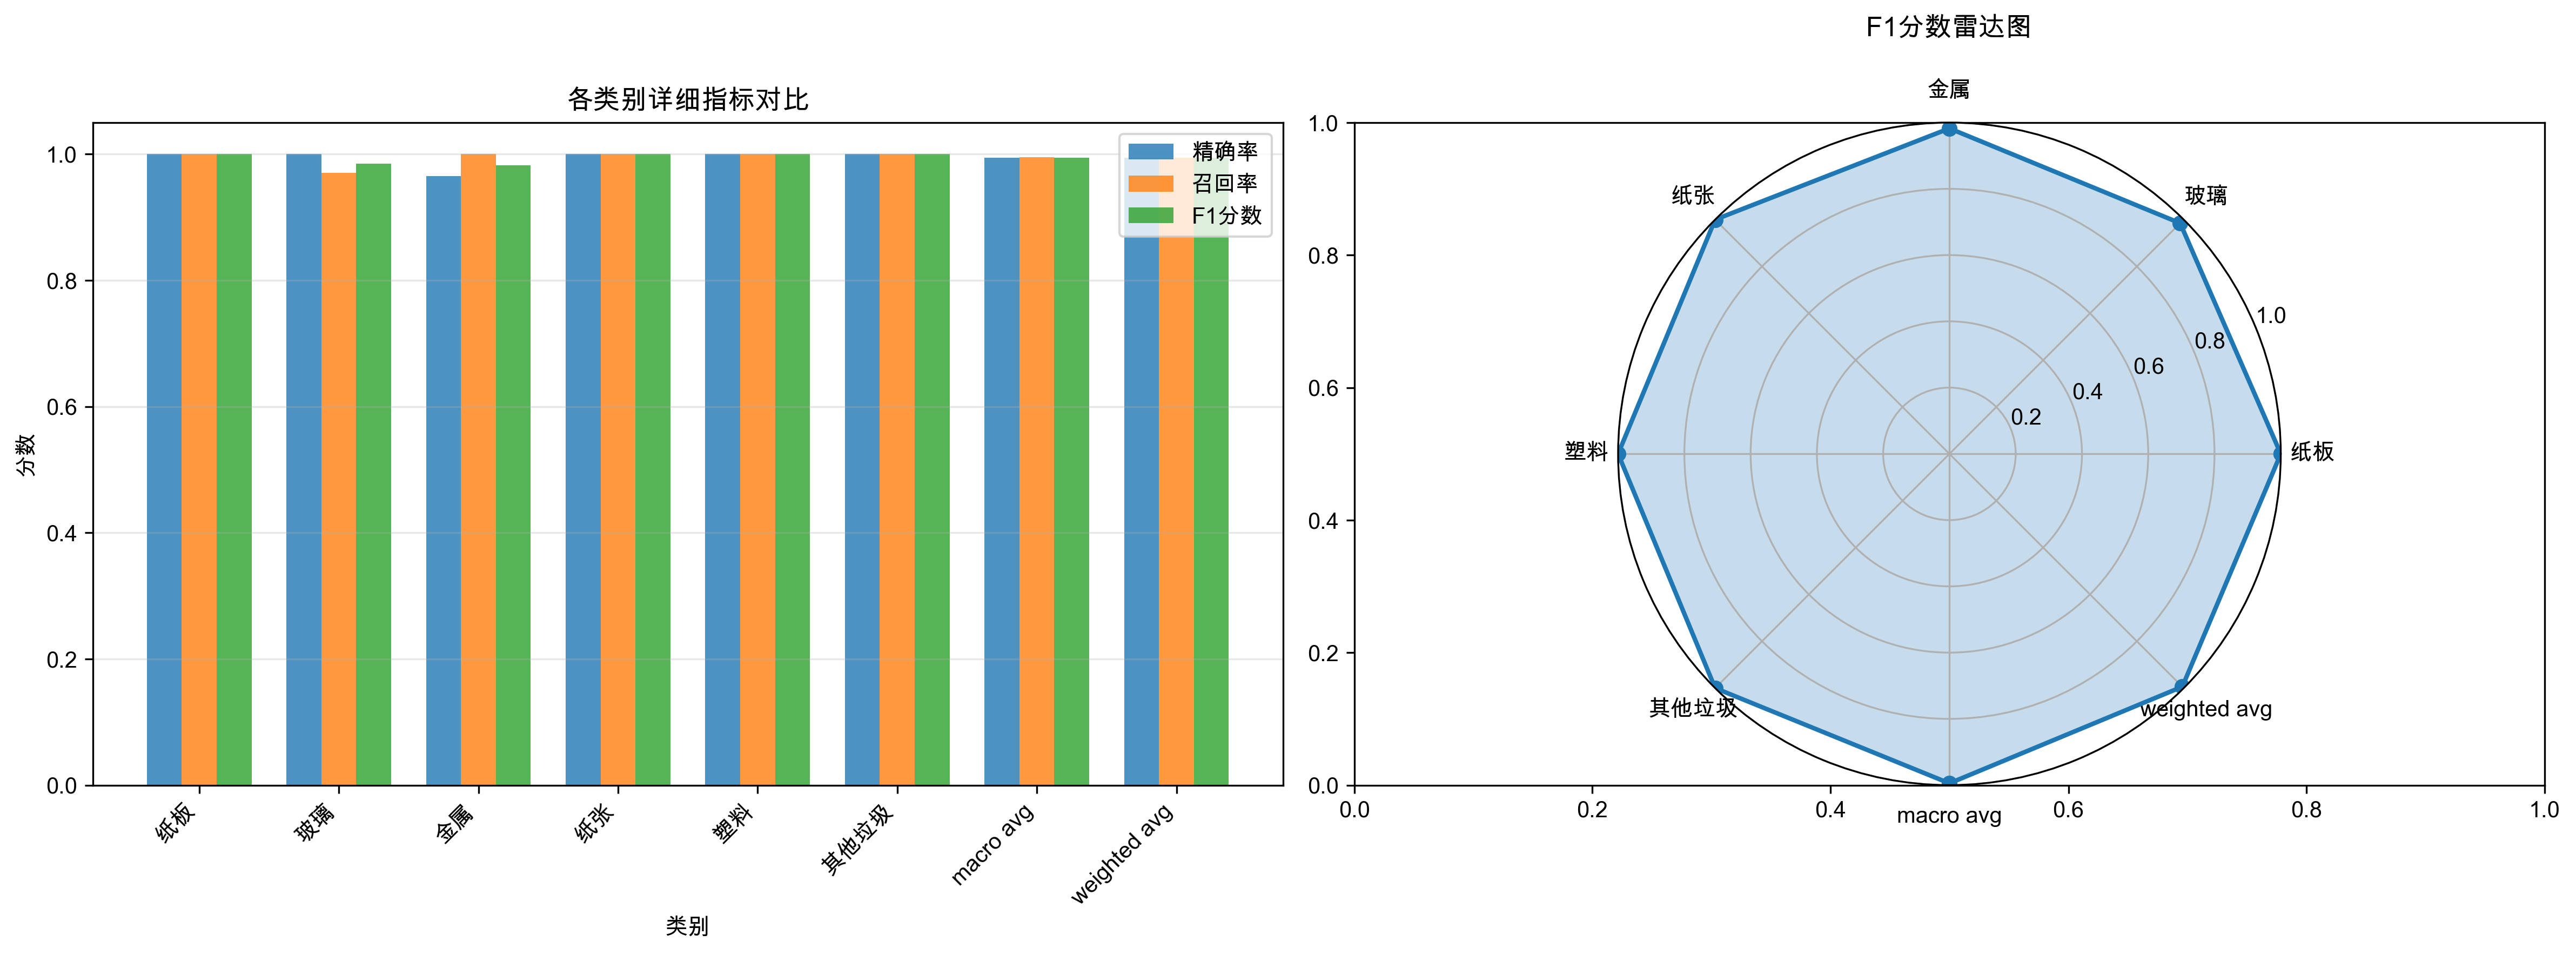 各类别详细指标对比
精确率
召回率
F1分数
1.0
0.8
0.6
0.4
0.2
0.0
分数
纸板
玻璃
金属
纸张
塑料
其他垃圾
macro avg
weighted avg
类别
F1分数雷达图
金属
纸张
玻璃
塑料
纸板
其他垃圾
weighted avg
macro avg
1.0
0.8
0.6
0.4
0.2
1.0
0.8
0.6
0.4
0.2
0.0
0.0
0.2
0.4
0.6
0.8
1.0